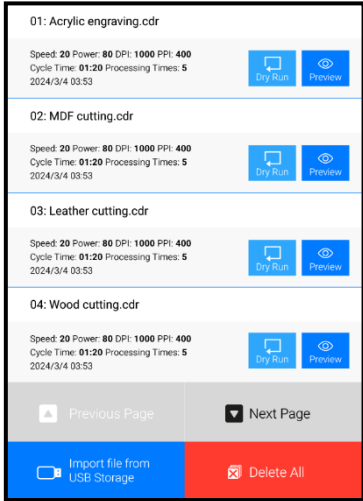 01: Acrylic engraving.cdr
Speed: 20 Power: 80 DPI: 1000 PPI: 400
Cycle Time: 01:20 Processing Times: 5
2024/3/4 03:53
Dry Run
Preview
02: MDF cutting.cdr
Speed: 20 Power: 80 DPI: 1000 PPI: 400
Cycle Time: 01:20 Processing Times: 5
2024/3/4 03:53
Dry Run
Preview
03: Leather cutting.cdr
Speed: 20 Power: 80 DPI: 1000 PPI: 400
Cycle Time: 01:20 Processing Times: 5
2024/3/4 03:53
Dry Run
Preview
04: Wood cutting.cdr
Speed: 20 Power: 80 DPI: 1000 PPI: 400
Cycle Time: 01:20 Processing Times: 5
2024/3/4 03:53
Dry Run
Preview
Previous Page
Next Page
Import file from
USB Storage
Delete All